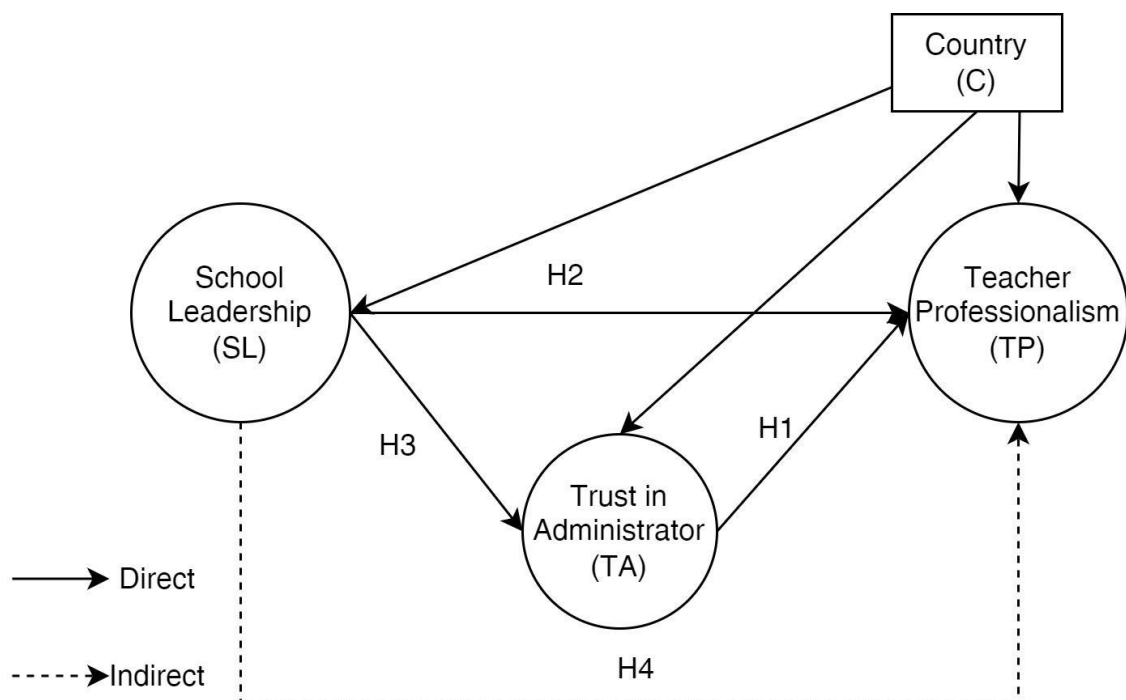 Country
(C)
School
Leadership
(SL)
H2
Teacher
Professionalism
(TP)
H3
H1
Trust in
Administrator
(TA)
Direct
Indirect
H4